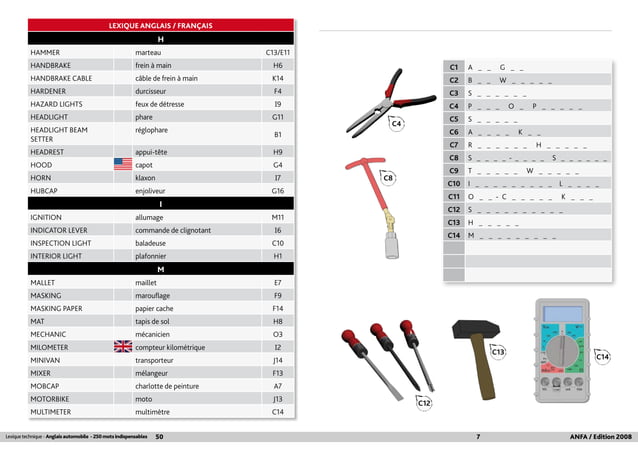 LEXIQUE ANGLAIS / FRANÇAIS
H
HAMMER marteau C13/E11
HANDBRAKE frein à main H6
HANDBRAKE CABLE câble de frein à main K14
HARDENER durcisseur F4
HAZARD LIGHTS feux de détresse I9
HEADLIGHT phare G11
HEADLIGHT BEAM
SETTER réglophare B1
HEADREST appui-tête H9
HOOD capot G4
HORN klaxon I7
HUBCAP enjoliveur G16
I
IGNITION allumage M11
INDICATOR LEVER commande de clignotant I6
INSPECTION LIGHT baladeuse C10
INTERIOR LIGHT plafonnier H1
M
MALLET maillet E7
MASKING marouflage F9
MASKING PAPER papier cache F14
MAT tapis de sol H8
MECHANIC mécanicien O3
MILOMETER compteur kilométrique I2
MINIVAN transporteur J14
MIXER mélangeur F13
MOBCAP charlotte de peinture A7
MOTORBIKE moto J13
MULTIMETER multimètre C14
Lexique technique - Anglais automobile - 250 mots indispensables 50
C4
C8
C12
C13
C14
C1 A _ _ G _ _
C2 B _ _ W _ _ _ _ _
C3 S _ _ _ _ _ _
C4 P _ _ _ O _ P _ _ _ _ _
C5 S _ _ _ _ _
C6 A _ _ _ _ K _ _
C7 R _ _ _ _ _ _ H _ _ _ _ _
C8 S _ _ _ _ - _ _ _ _ S _ _ _ _ _ _
C9 T _ _ _ _ _ W _ _ _ _ _
C10 I _ _ _ _ _ _ _ _ _ L _ _ _ _
C11 O _ _ - C _ _ _ _ _ K _ _ _
C12 S _ _ _ _ _ _ _ _ _ _
C13 H _ _ _ _ _
C14 M _ _ _ _ _ _ _ _ _
7 ANFA / Edition 2008